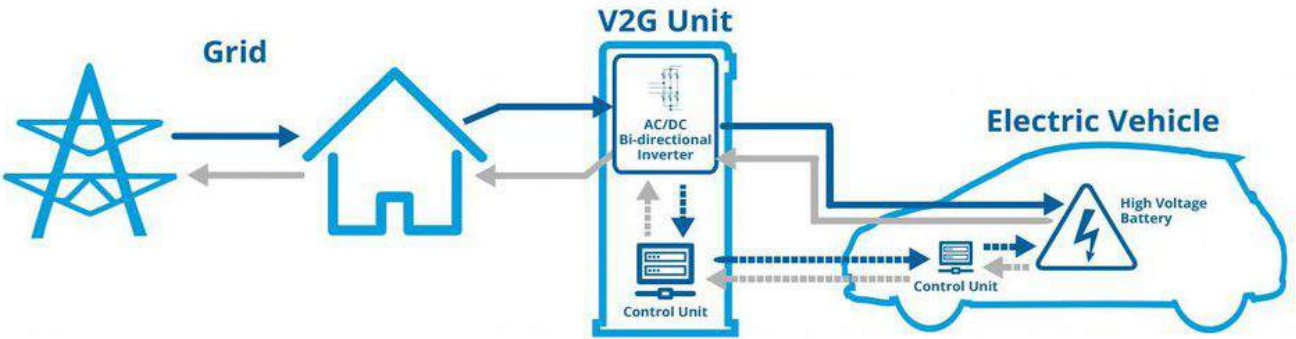 V2G Unit
Grid
AC/DC
Bi-directional
Inverter
Electric Vehicle
High Voltage
Battery
Control Unit
Control Unit